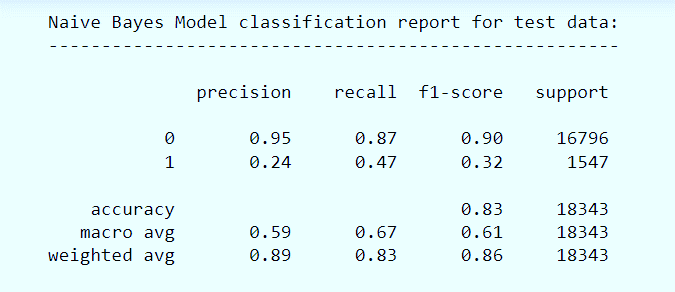 Naive Bayes Model classification report for test data:
------------------------------------------------------
precision recall f1-score support
0 0.95 0.87 0.90 16796
1 0.24 0.47 0.32 1547
accuracy 0.83 18343
macro avg 0.59 0.67 0.61 18343
weighted avg 0.89 0.83 0.86 18343